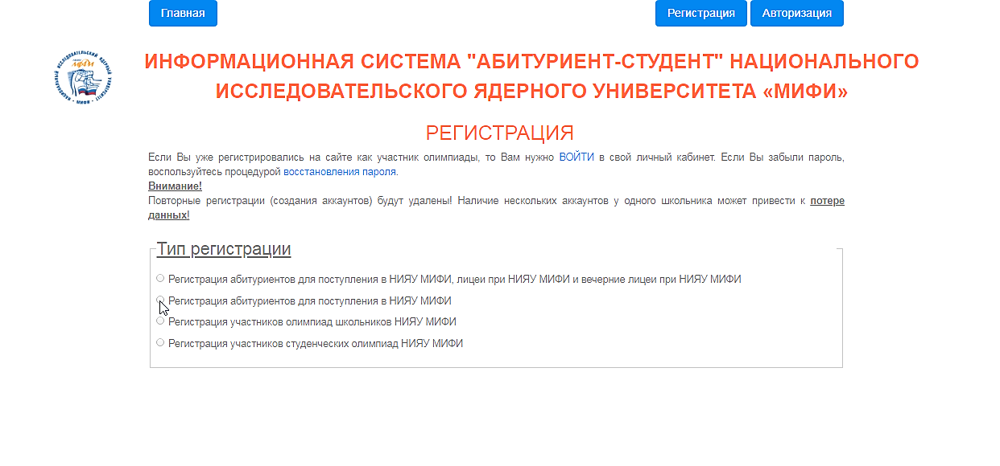 Главная
Регистрация
Авторизация
ИНФОРМАЦИОННАЯ СИСТЕМА "АБИТУРИЕНТ-СТУДЕНТ" НАЦИОНАЛЬНОГО
ИССЛЕДОВАТЕЛЬСКОГО ЯДЕРНОГО УНИВЕРСИТЕТА «МИФИ»
РЕГИСТРАЦИЯ
Если Вы уже регистрировались на сайте как участник олимпиады, то Вам нужно ВОЙТИ в свой личный кабинет. Если Вы забыли пароль,
воспользуйтесь процедурой восстановления пароля.
Внимание!
Повторные регистрации (создания аккаунтов) будут удалены! Наличие нескольких аккаунтов у одного школьника может привести к потере
данных!
Тип регистрации
Регистрация абитуриентов для поступления в НИЯУ МИФИ, лицеи при НИЯУ МИФИ и вечерние лицеи при НИЯУ МИФИ
Регистрация абитуриентов для поступления в НИЯУ МИФИ
Регистрация участников олимпиад школьников НИЯУ МИФИ
Регистрация участников студенческих олимпиад НИЯУ МИФИ